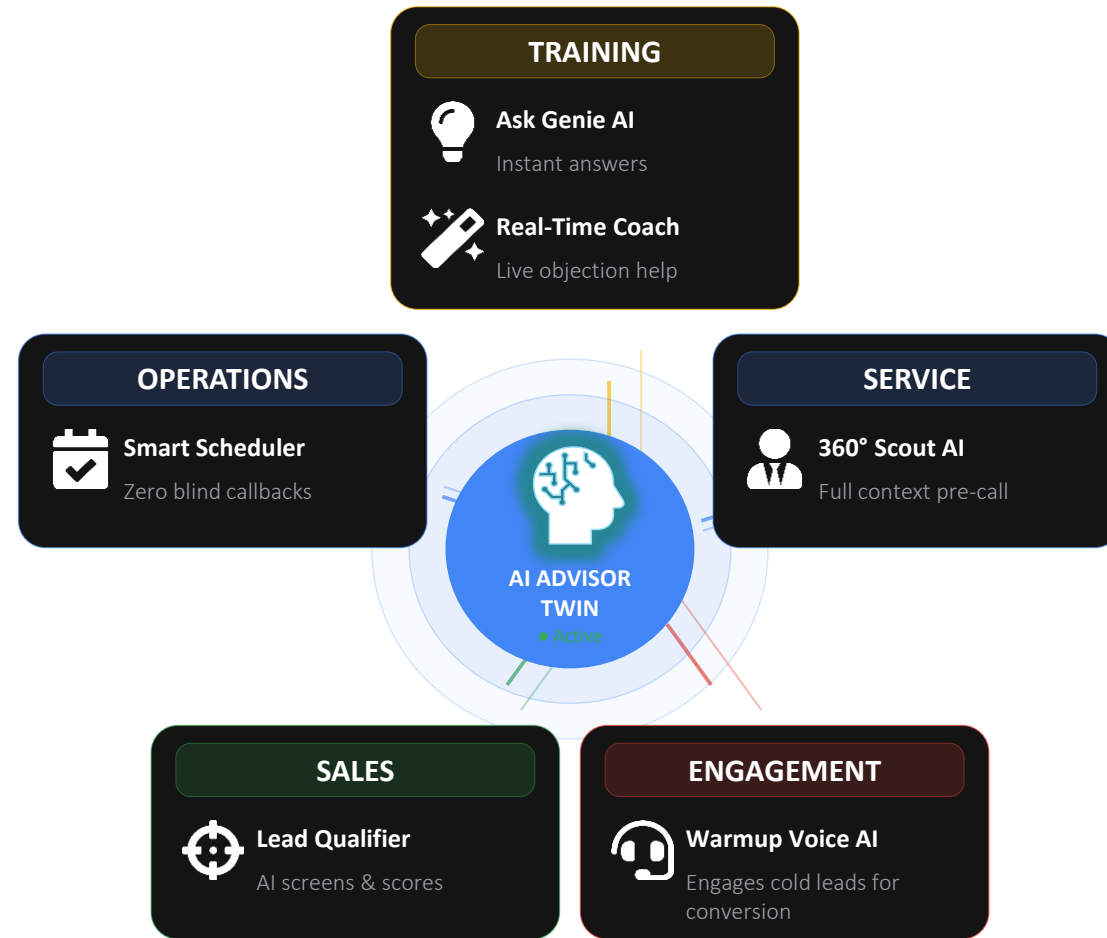 TRAINING
Ask Genie AI
Instant answers
Real-Time Coach
Live objection help
OPERATIONS
Smart Scheduler
Zero blind callbacks
SERVICE
360° Scout AI
Full context pre-call
AI ADVISOR
TWIN
● Active
SALES
Lead Qualifier
AI screens & scores
ENGAGEMENT
Warmup Voice AI
Engages cold leads for
conversion